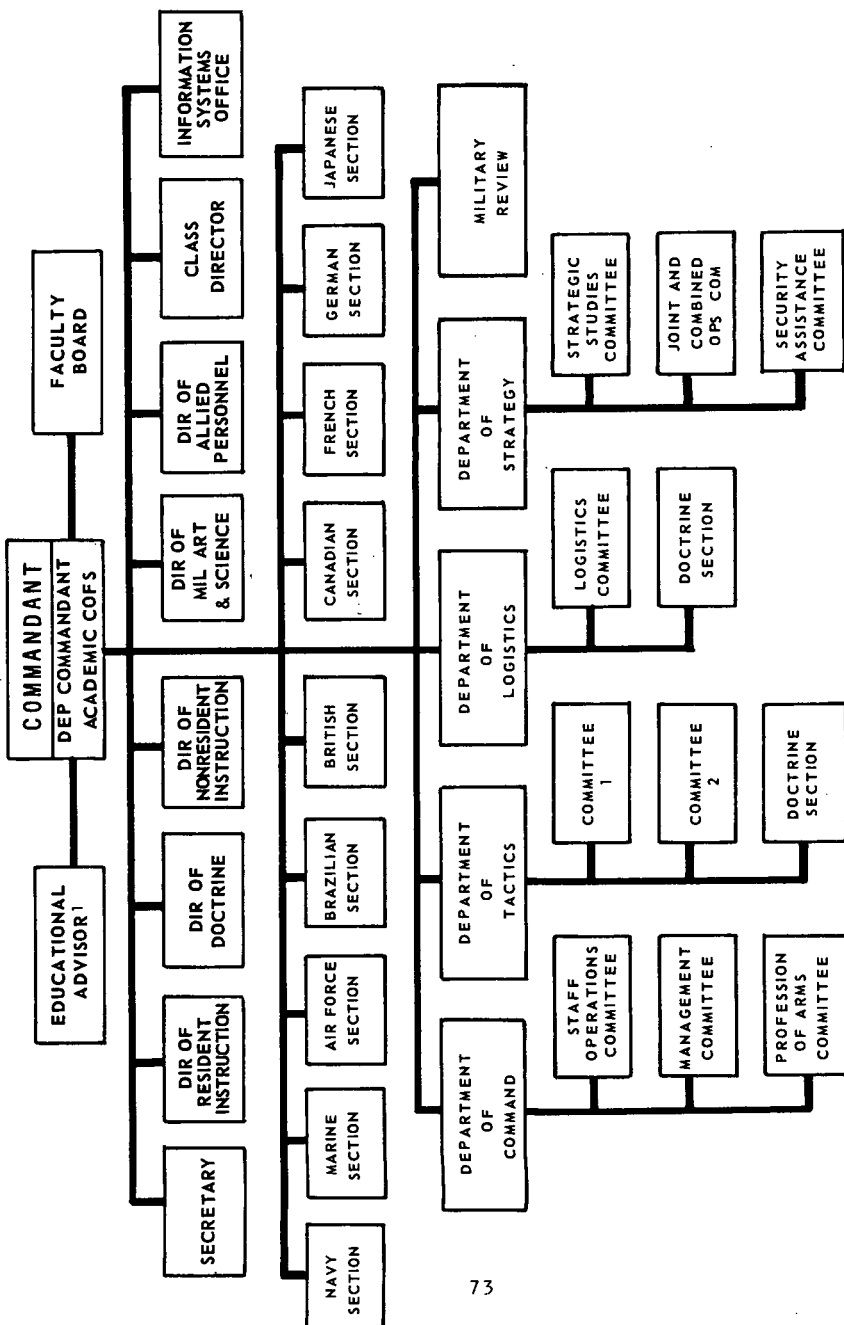 COMMANDANT
DEP COMMANDANT
ACADEMIC COFS
EDUCATIONAL
ADVISOR¹
FACULTY
BOARD
SECRETARY
DIR OF
RESIDENT
INSTRUCTION
DIR OF
DOCTRINE
DIR OF
NONRESIDENT
INSTRUCTION
DIR OF
MIL ART
& SCIENCE
DIR OF
ALLIED
PERSONNEL
CLASS
DIRECTOR
INFORMATION
SYSTEMS
OFFICE
NAVY
SECTION
MARINE
SECTION
AIR FORCE
SECTION
BRAZILIAN
SECTION
BRITISH
SECTION
CANADIAN
SECTION
FRENCH
SECTION
GERMAN
SECTION
JAPANESE
SECTION
DEPARTMENT
OF
COMMAND
STAFF
OPERATIONS
COMMITTEE
MANAGEMENT
COMMITTEE
PROFESSION
OF ARMS
COMMITTEE
DEPARTMENT
OF
TACTICS
COMMITTEE
1
COMMITTEE
2
DOCTRINE
SECTION
DEPARTMENT
OF
LOGISTICS
LOGISTICS
COMMITTEE
DOCTRINE
SECTION
DEPARTMENT
OF
STRATEGY
STRATEGIC
STUDIES
COMMITTEE
JOINT AND
COMBINED
OPS COM
SECURITY
ASSISTANCE
COMMITTEE
MILITARY
REVIEW
73